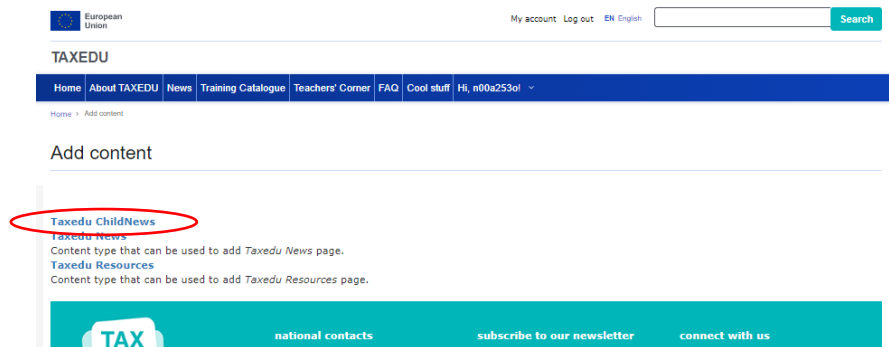 European
Union
My account Log out EN English
Search
TAXEDU
Home About TAXEDU News Training Catalogue Teachers' Corner FAQ Cool stuff Hi, n00a253o!
Home › Add content
Add content
Taxedu ChildNews
Taxedu News
Content type that can be used to add Taxedu News page.
Taxedu Resources
Content type that can be used to add Taxedu Resources page.
TAX
national contacts
subscribe to our newsletter
connect with us